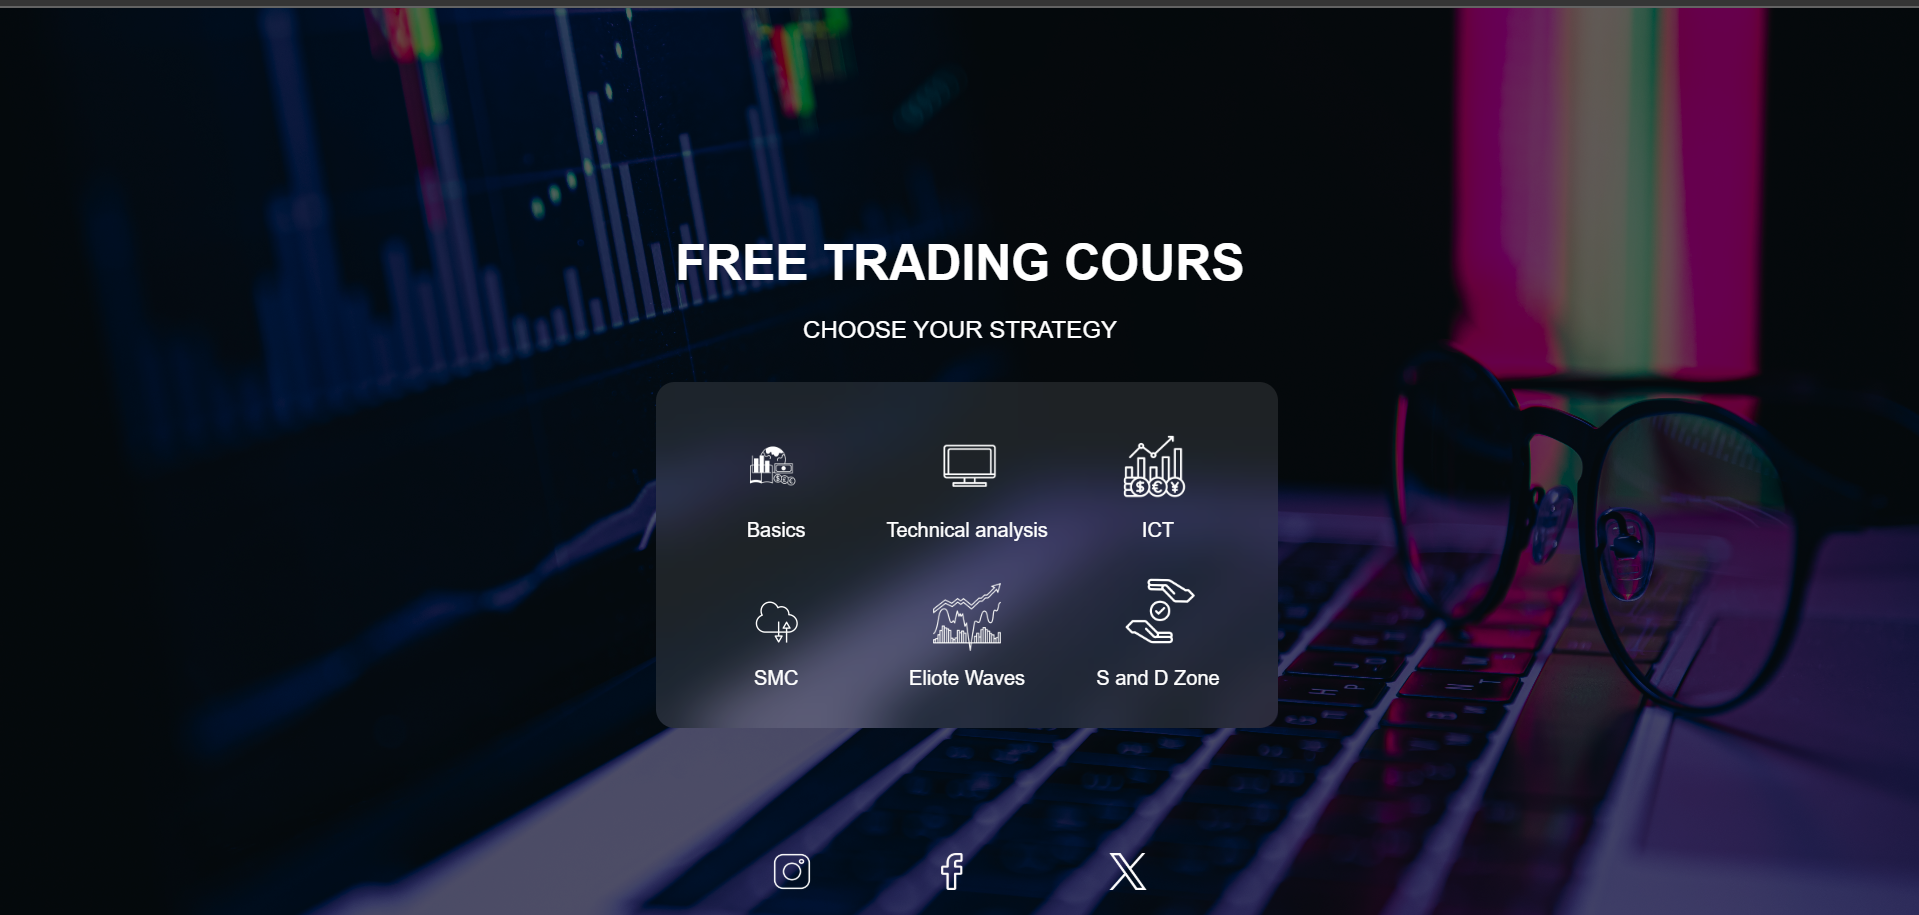 FREE TRADING COURS
CHOOSE YOUR STRATEGY
Basics
Technical analysis
ICT
SMC
Eliote Waves
S and D Zone